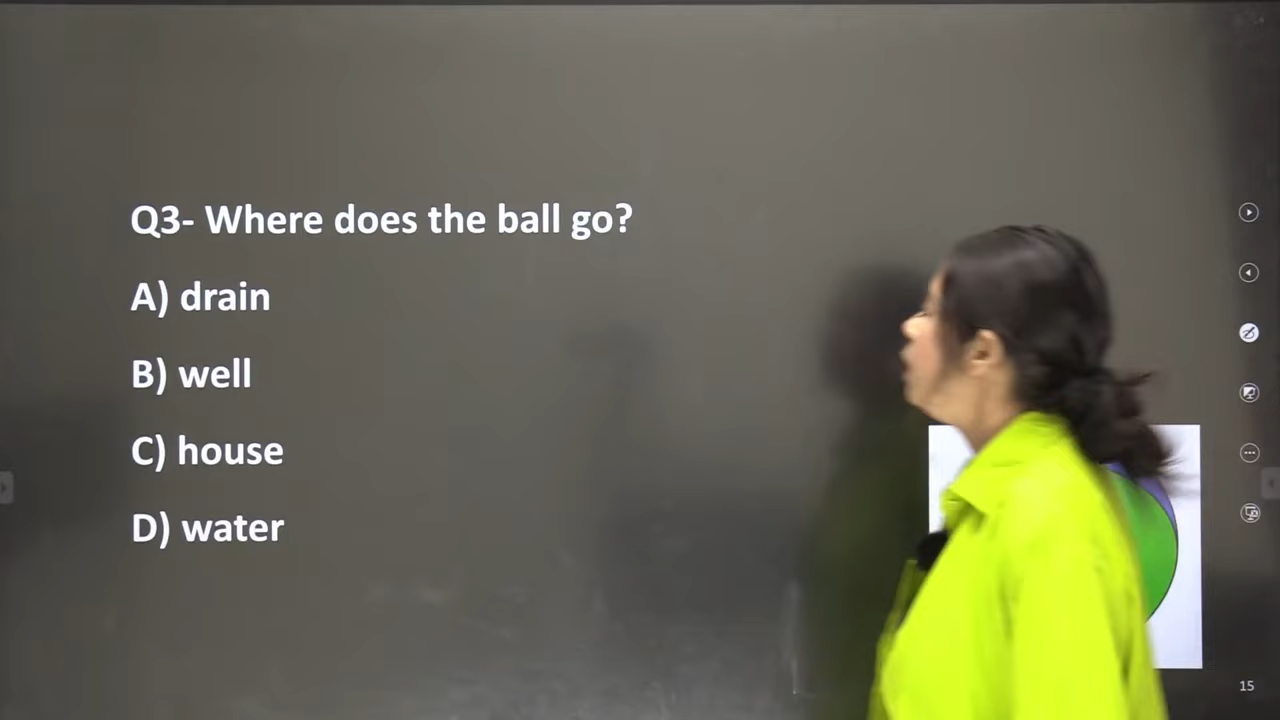 Q3- Where does the ball go?
A) drain
B) well
C) house
D) water
15